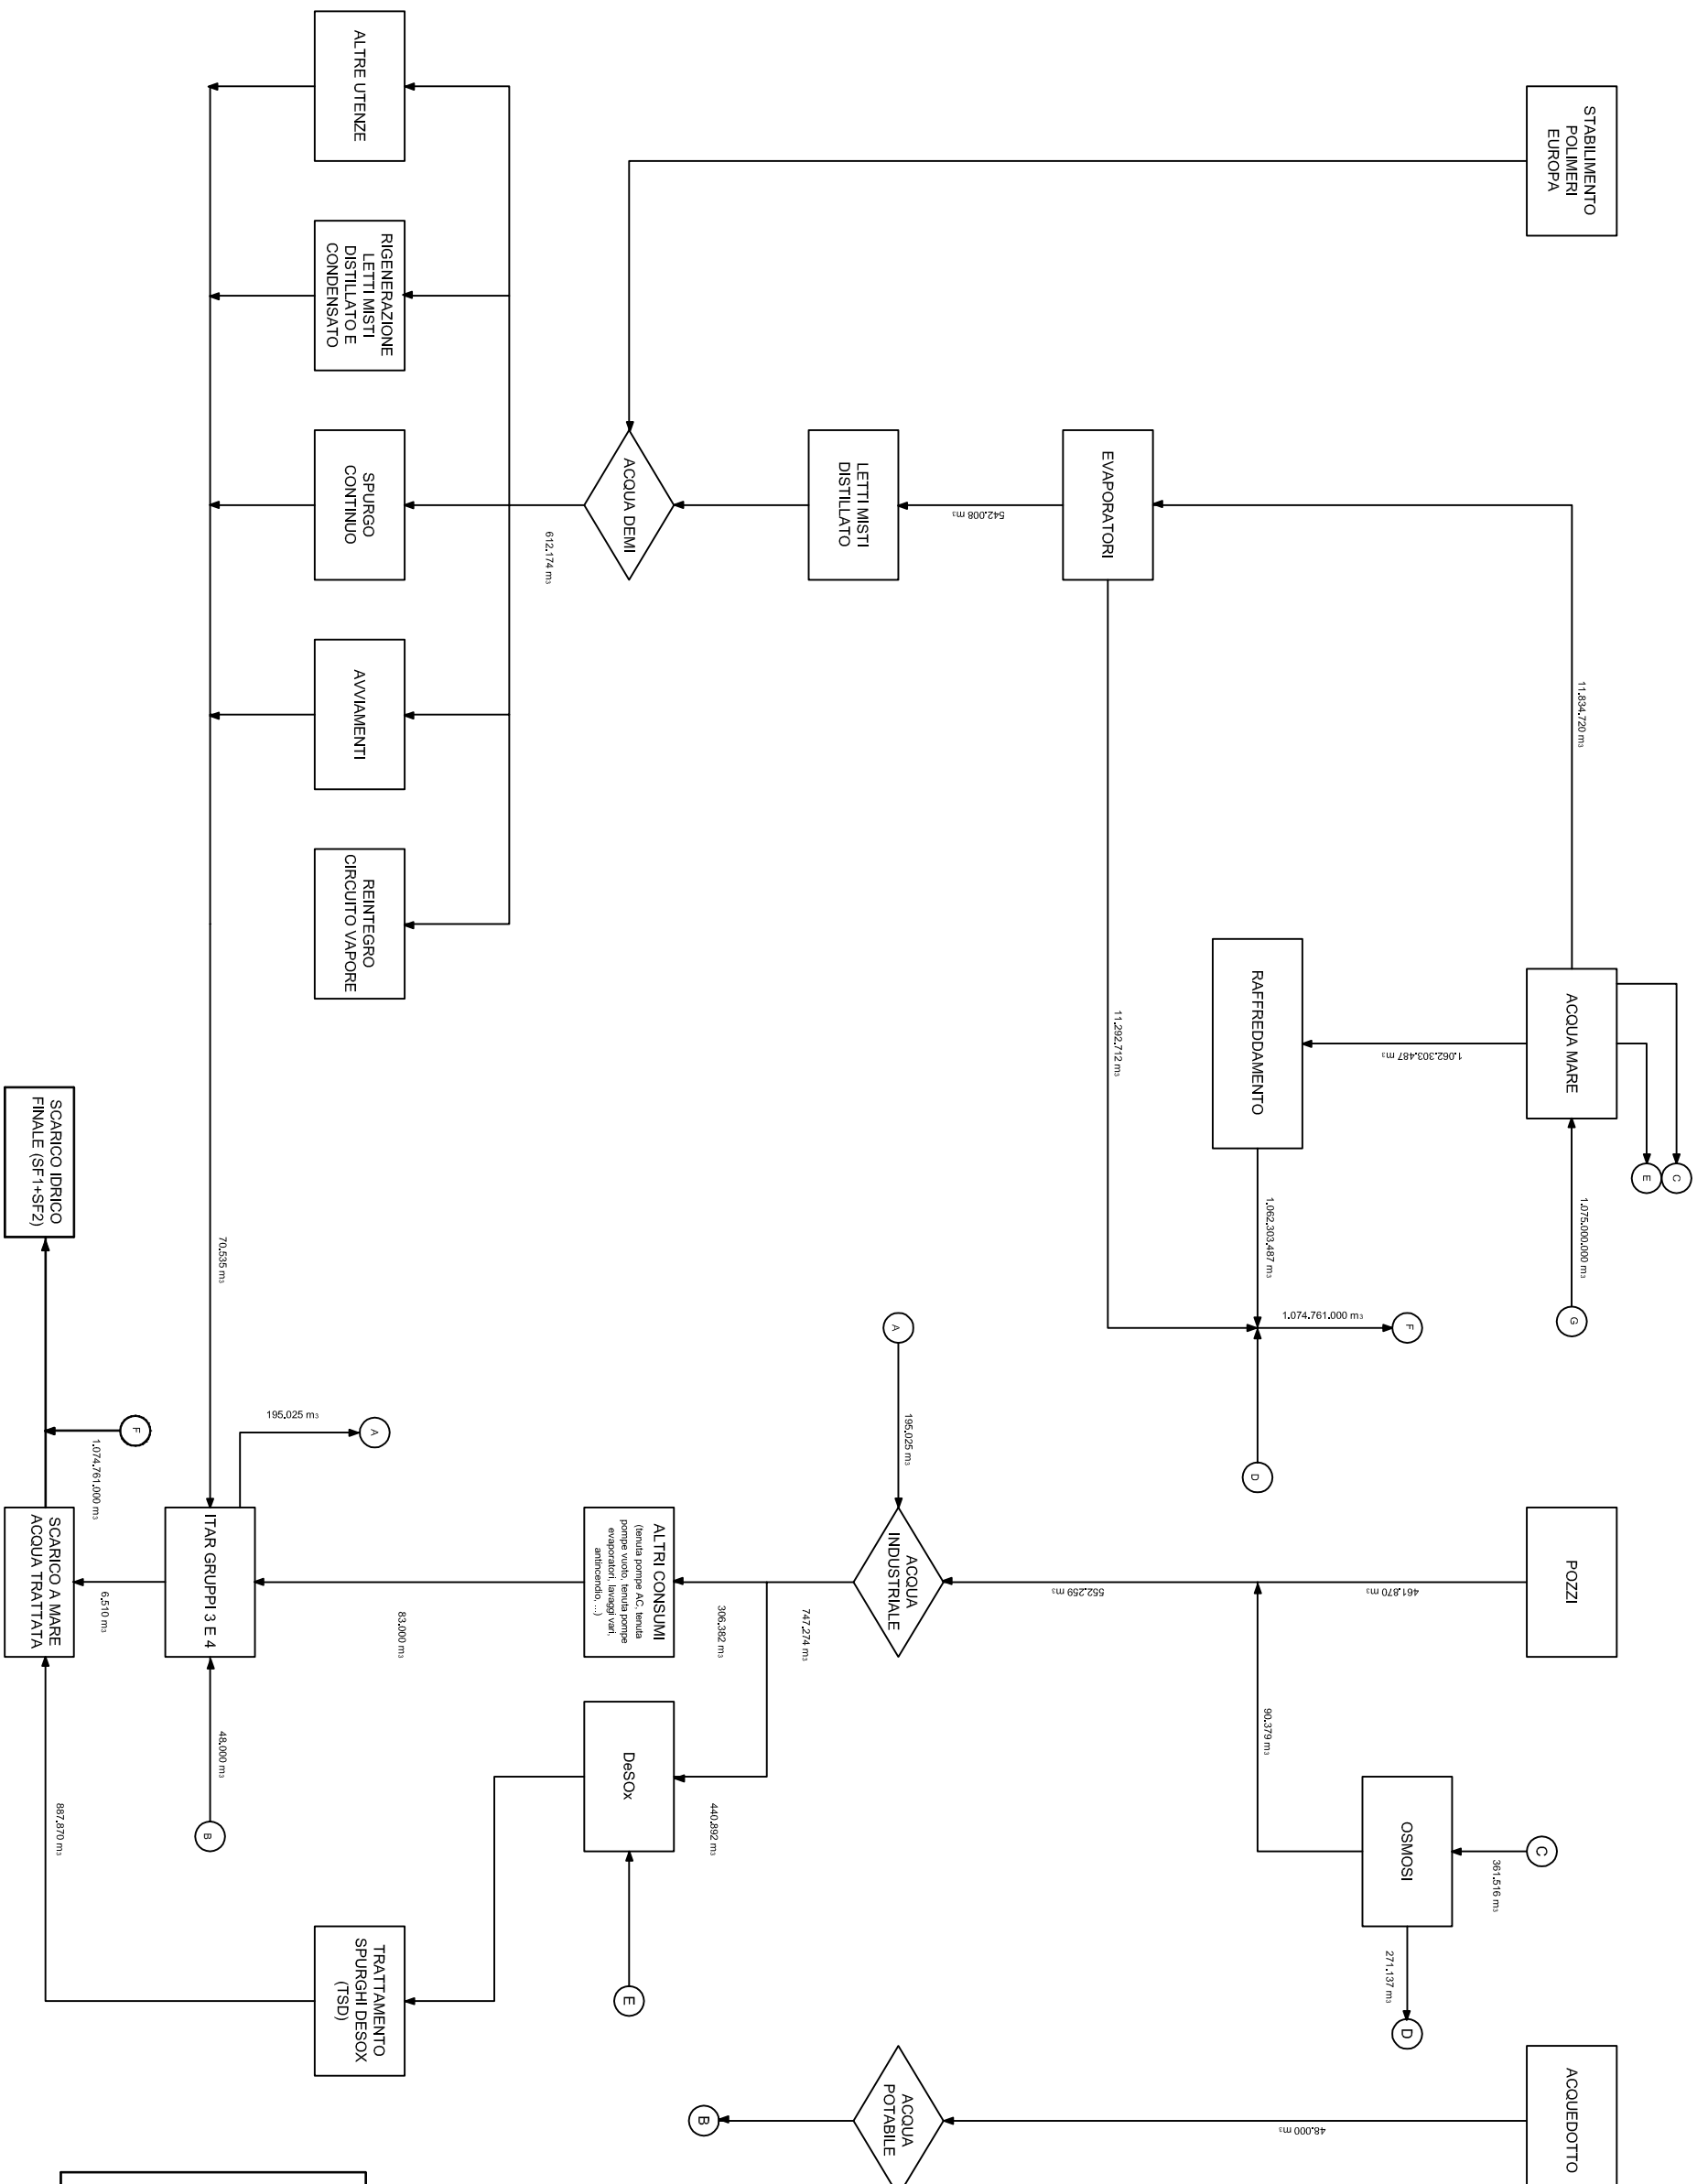 STABILIMENTO
POLIMERI
EUROPA
ACQUA MARE
POZZI
ACQUEDOTTO
C
E
11.834.720 m3
1.062.303.487 m3
1.075.000.000 m3
G
461.870 m3
C
361.516 m3
OSMOSI
271.137 m3
D
90.379 m3
48.000 m3
RAFFREDDAMENTO
1.062.303.487 m3
1.074.761.000 m3
F
D
EVAPORATORI
11.292.712 m3
542.008 m3
552.259 m3
LETTI MISTI
DISTILLATO
A
195.025 m3
ACQUA
INDUSTRIALE
ACQUA
POTABILE
B
747.274 m3
306.382 m3
440.892 m3
ACQUA DEMI
612.174 m3
ALTRI CONSUMI
(tenuta pompe AC, tenuta
pompe vuoto, tenuta pompe
evaporatori, lavaggi vari,
antincendio, ...)
DeSOx
E
ALTRE UTENZE
RIGENERAZIONE
LETTI MISTI
DISTILLATO E
CONDENSATO
SPURGO
CONTINUO
AVVIAMENTI
REINTEGRO
CIRCUITO VAPORE
83.000 m3
TRATTAMENTO
SPURGHI DESOX
(TSD)
A
195.025 m3
70.535 m3
ITAR GRUPPI 3 E 4
48.000 m3
B
F
1.074.761.000 m3
6.510 m3
887.870 m3
SCARICO IDRICO
FINALE (SF1+SF2)
SCARICO A MARE
ACQUA TRATTATA